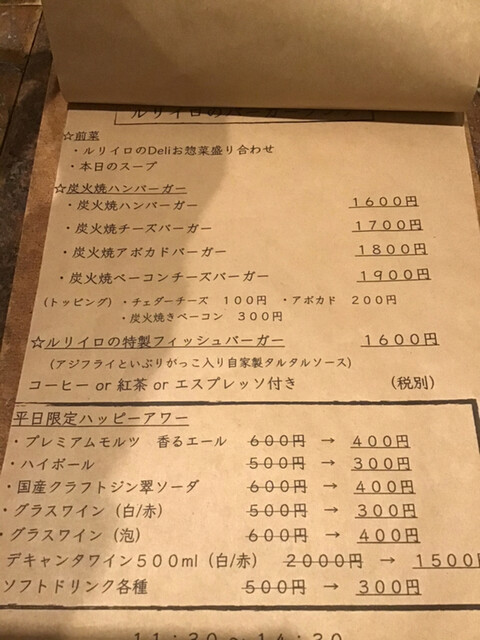 ルリイロの
☆前菜
・ルリイロのDeliお惣菜盛り合わせ
・本日のスープ
☆炭火焼ハンバーガー
・炭火焼ハンバーガー 1600円
・炭火焼チーズバーガー 1700円
・炭火焼アボカドバーガー 1800円
・炭火焼ベーコンチーズバーガー 1900円
(トッピング) ・チェダーチーズ 100円 ・アボカド 200円
・炭火焼きベーコン 300円
☆ルリイロの特製フィッシュバーガー 1600円
(アジフライといぶりがっこ入り自家製タルタルソース)
コーヒー or 紅茶 or エスプレッソ付き (税別)
平日限定ハッピーアワー
・プレミアムモルツ 香るエール 600円 → 400円
・ハイボール 500円 → 300円
・国産クラフトジン翠ソーダ 600円 → 400円
・グラスワイン (白/赤) 500円 → 300円
・グラスワイン (泡) 600円 → 400円
デキャンタワイン500ml (白/赤) 2000円 → 1500円
ソフトドリンク各種 500円 → 300円
11:30~14:30